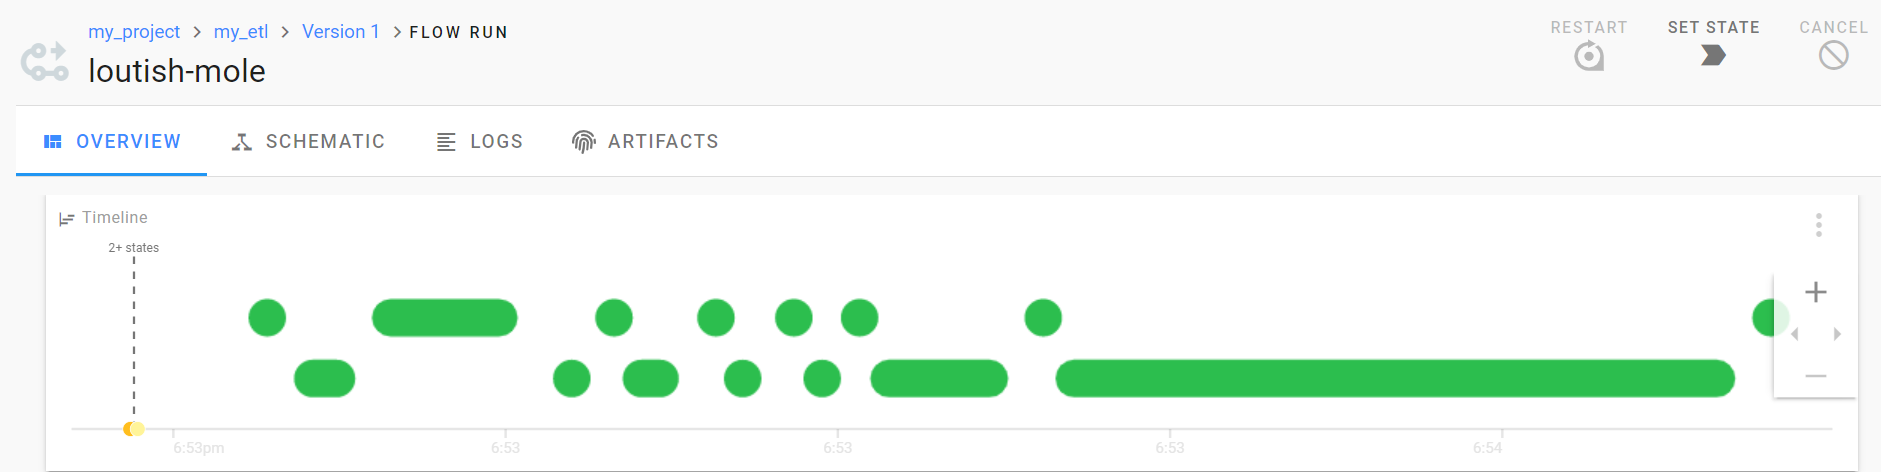 my_project > my_etl > Version 1 > FLOW RUN
loutish-mole
RESTART
SET STATE
CANCEL
OVERVIEW
SCHEMATIC
LOGS
ARTIFACTS
Timeline
2+ states
6:53pm
6:53
6:53
6:53
6:54